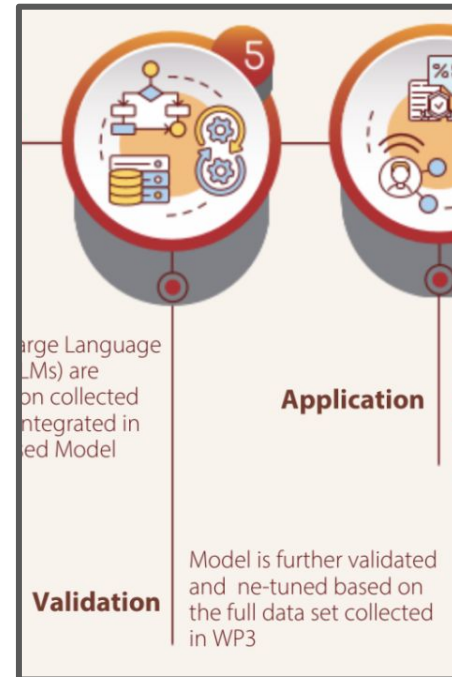 5
%
arge Language
LMs) are
on collected
ntegrated in
sed Model
Application
Validation
Model is further validated
and ne-tuned based on
the full data set collected
in WP3